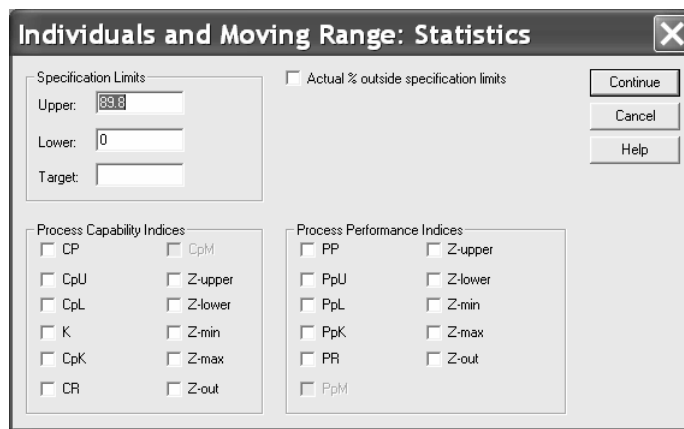 Individuals and Moving Range: Statistics
Specification Limits
Upper: 89.8
Lower: 0
Target:
Actual % outside specification limits
Continue
Cancel
Help
Process Capability Indices
CP CpM
CpU Z-upper
CpL Z-lower
K Z-min
CpK Z-max
CR Z-out
Process Performance Indices
PP Z-upper
PpU Z-lower
PpL Z-min
PpK Z-max
PR Z-out
PpM